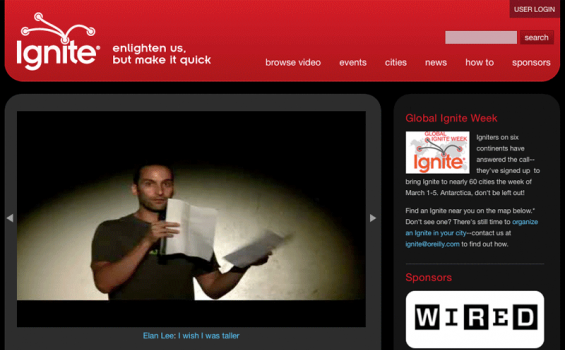 USER LOGIN
Ignite®
enlighten us,
but make it quick
search
browse video events cities news how to sponsors
Global Ignite Week
GLOBAL
IGNITE WEEK
Ignite
Igniters on six
continents have
answered the call--
they've signed up to
bring Ignite to nearly 60 cities the week of
March 1-5. Antarctica, don't be left out!
Find an Ignite near you on the map below."
Don't see one? There's still time to organize
an Ignite in your city--contact us at
ignite@oreilly.com to find out how.
Sponsors
WIRED
Elan Lee: I wish I was taller